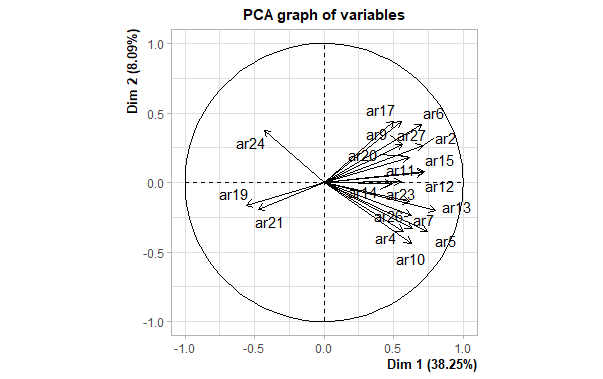 PCA graph of variables
Dim 2 (8.09%)
1.0
0.5
0.0
-0.5
-1.0
ar17
ar6
ar9
ar27
ar2
ar24
ar20
ar15
ar11
ar12
ar19
ar14
ar23
ar13
ar21
ar26
ar7
ar4
ar5
ar10
-1.0 -0.5 0.0 0.5 1.0
Dim 1 (38.25%)